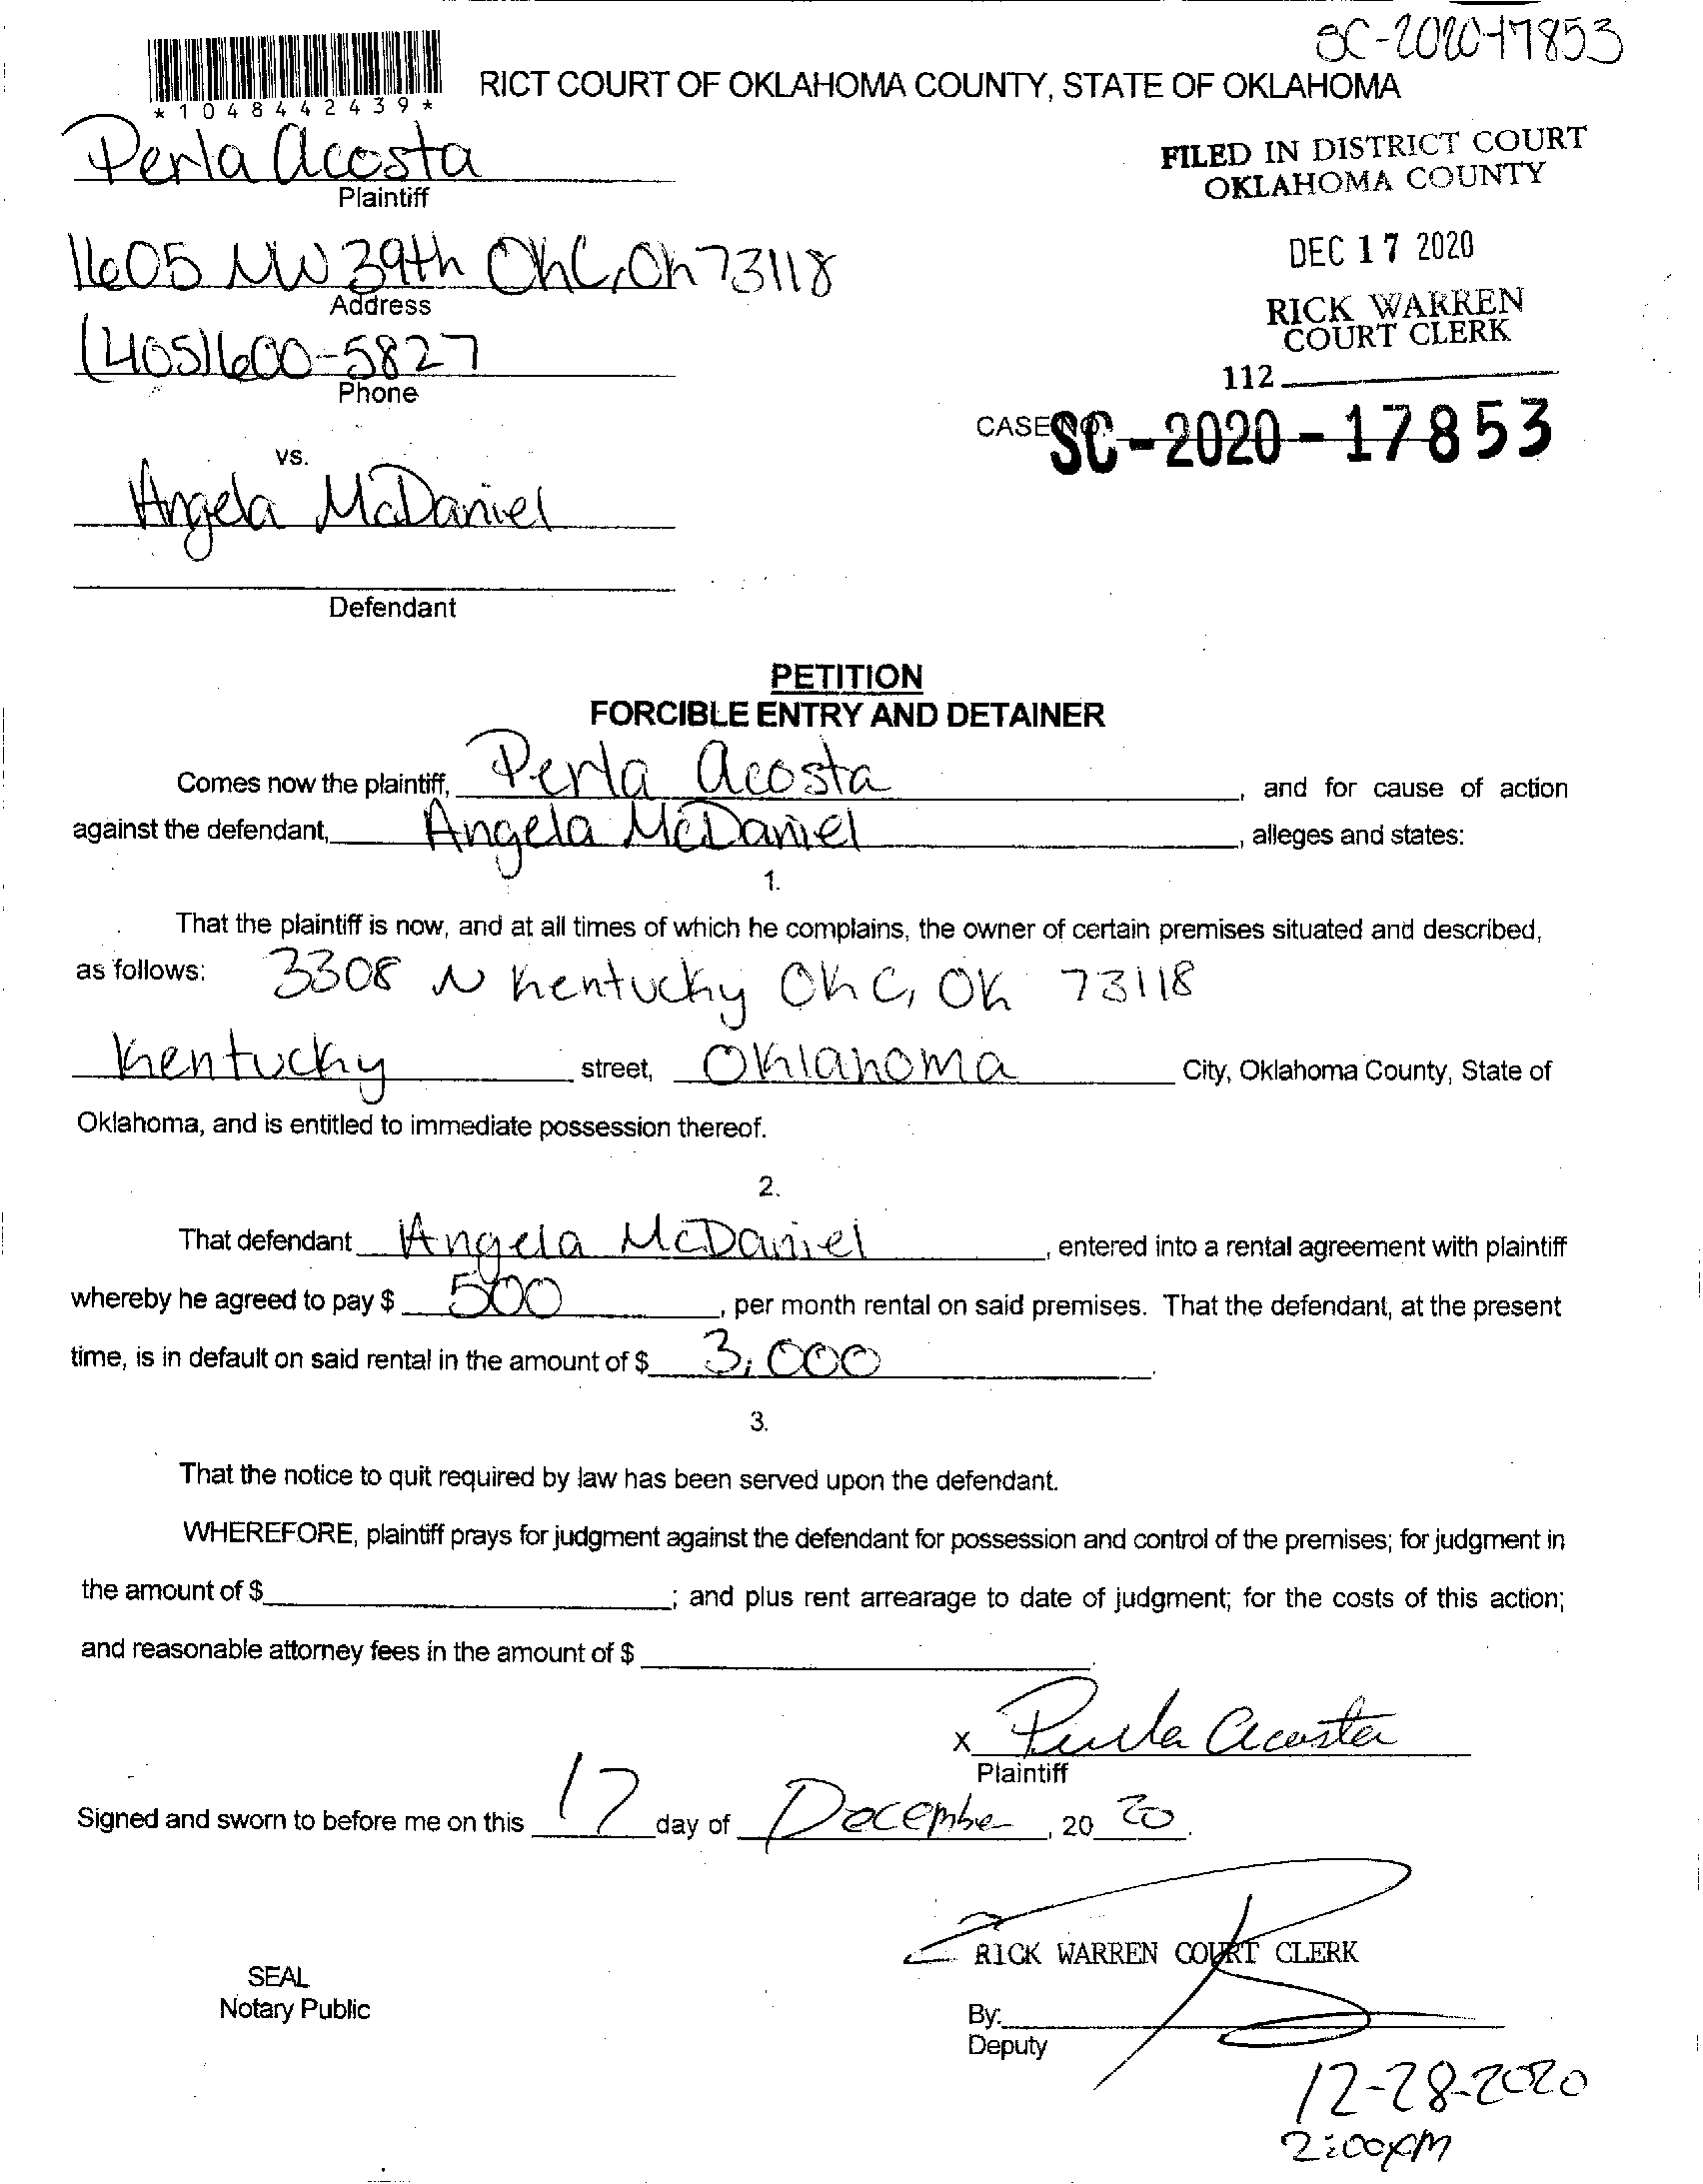 SC-2020-17853
*1048442439*
RICT COURT OF OKLAHOMA COUNTY, STATE OF OKLAHOMA
Perla Acosta
Plaintiff
FILED IN DISTRICT COURT
OKLAHOMA COUNTY
1605 NW 39th OKC, OK 73118
Address
DEC 17 2020
(405)600-5827
Phone
RICK WARREN
COURT CLERK
112
CASE NO. SC-2020-17853
vs.
Angela McDaniel
Defendant
PETITION
FORCIBLE ENTRY AND DETAINER
Comes now the plaintiff, Perla Acosta, and for cause of action
against the defendant, Angela McDaniel, alleges and states:
1.
That the plaintiff is now, and at all times of which he complains, the owner of certain premises situated and described,
as follows: 3308 N Kentucky OKC, OK 73118
Kentucky street, Oklahoma City, Oklahoma County, State of
Oklahoma, and is entitled to immediate possession thereof.
2.
That defendant Angela McDaniel, entered into a rental agreement with plaintiff
whereby he agreed to pay $ 500, per month rental on said premises. That the defendant, at the present
time, is in default on said rental in the amount of $ 3,000.
3.
That the notice to quit required by law has been served upon the defendant.
WHEREFORE, plaintiff prays for judgment against the defendant for possession and control of the premises; for judgment in
the amount of $ ; and plus rent arrearage to date of judgment; for the costs of this action;
and reasonable attorney fees in the amount of $ .
x Perla Acosta
Plaintiff
Signed and sworn to before me on this 17 day of December, 20 20.
RICK WARREN COURT CLERK
SEAL
Notary Public
By:
Deputy
12-28-2020
2:00PM